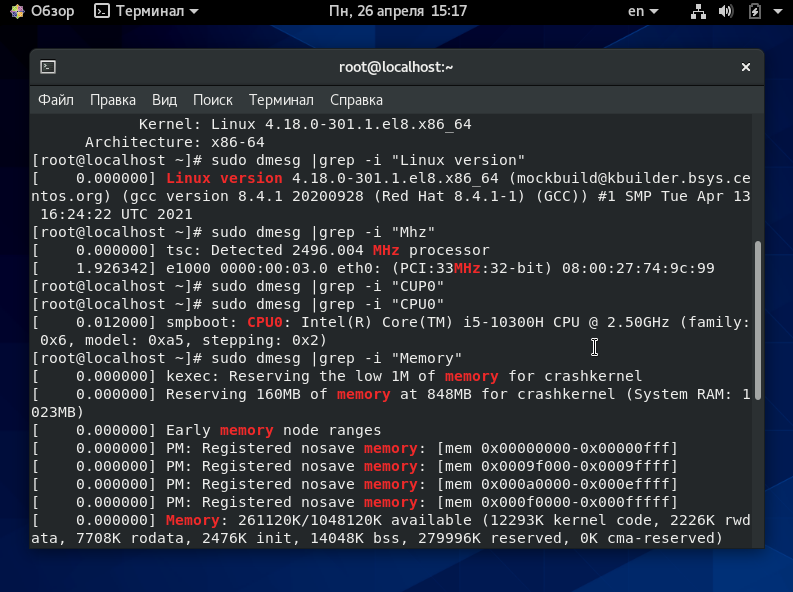 Обзор Терминал Пн, 26 апреля 15:17 en
root@localhost:~
Файл Правка Вид Поиск Терминал Справка
Kernel: Linux 4.18.0-301.1.el8.x86_64
Architecture: x86-64
[root@localhost ~]# sudo dmesg |grep -i "Linux version"
[    0.000000] Linux version 4.18.0-301.1.el8.x86_64 (mockbuild@kbuilder.bsys.ce
ntos.org) (gcc version 8.4.1 20200928 (Red Hat 8.4.1-1) (GCC)) #1 SMP Tue Apr 13
 16:24:22 UTC 2021
[root@localhost ~]# sudo dmesg |grep -i "Mhz"
[    0.000000] tsc: Detected 2496.004 MHz processor
[    1.926342] e1000 0000:00:03.0 eth0: (PCI:33MHz:32-bit) 08:00:27:74:9c:99
[root@localhost ~]# sudo dmesg |grep -i "CUP0"
[root@localhost ~]# sudo dmesg |grep -i "CPU0"
[    0.012000] smpboot: CPU0: Intel(R) Core(TM) i5-10300H CPU @ 2.50GHz (family:
 0x6, model: 0xa5, stepping: 0x2)
[root@localhost ~]# sudo dmesg |grep -i "Memory"
[    0.000000] kexec: Reserving the low 1M of memory for crashkernel
[    0.000000] Reserving 160MB of memory at 848MB for crashkernel (System RAM: 1
023MB)
[    0.000000] Early memory node ranges
[    0.000000] PM: Registered nosave memory: [mem 0x00000000-0x00000fff]
[    0.000000] PM: Registered nosave memory: [mem 0x0009f000-0x0009ffff]
[    0.000000] PM: Registered nosave memory: [mem 0x000a0000-0x000effff]
[    0.000000] PM: Registered nosave memory: [mem 0x000f0000-0x000fffff]
[    0.000000] Memory: 261120K/1048120K available (12293K kernel code, 2226K rwd
ata, 7708K rodata, 2476K init, 14048K bss, 279996K reserved, 0K cma-reserved)